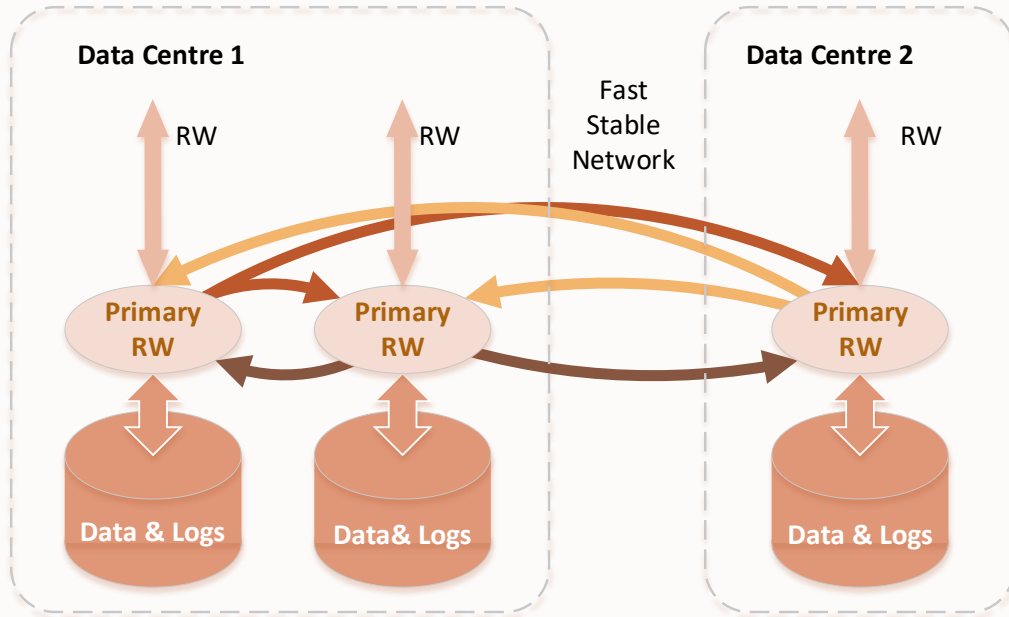 Data Centre 1
Data Centre 2
Fast
Stable
Network
RW
RW
RW
Primary
RW
Primary
RW
Primary
RW
Data & Logs
Data& Logs
Data & Logs